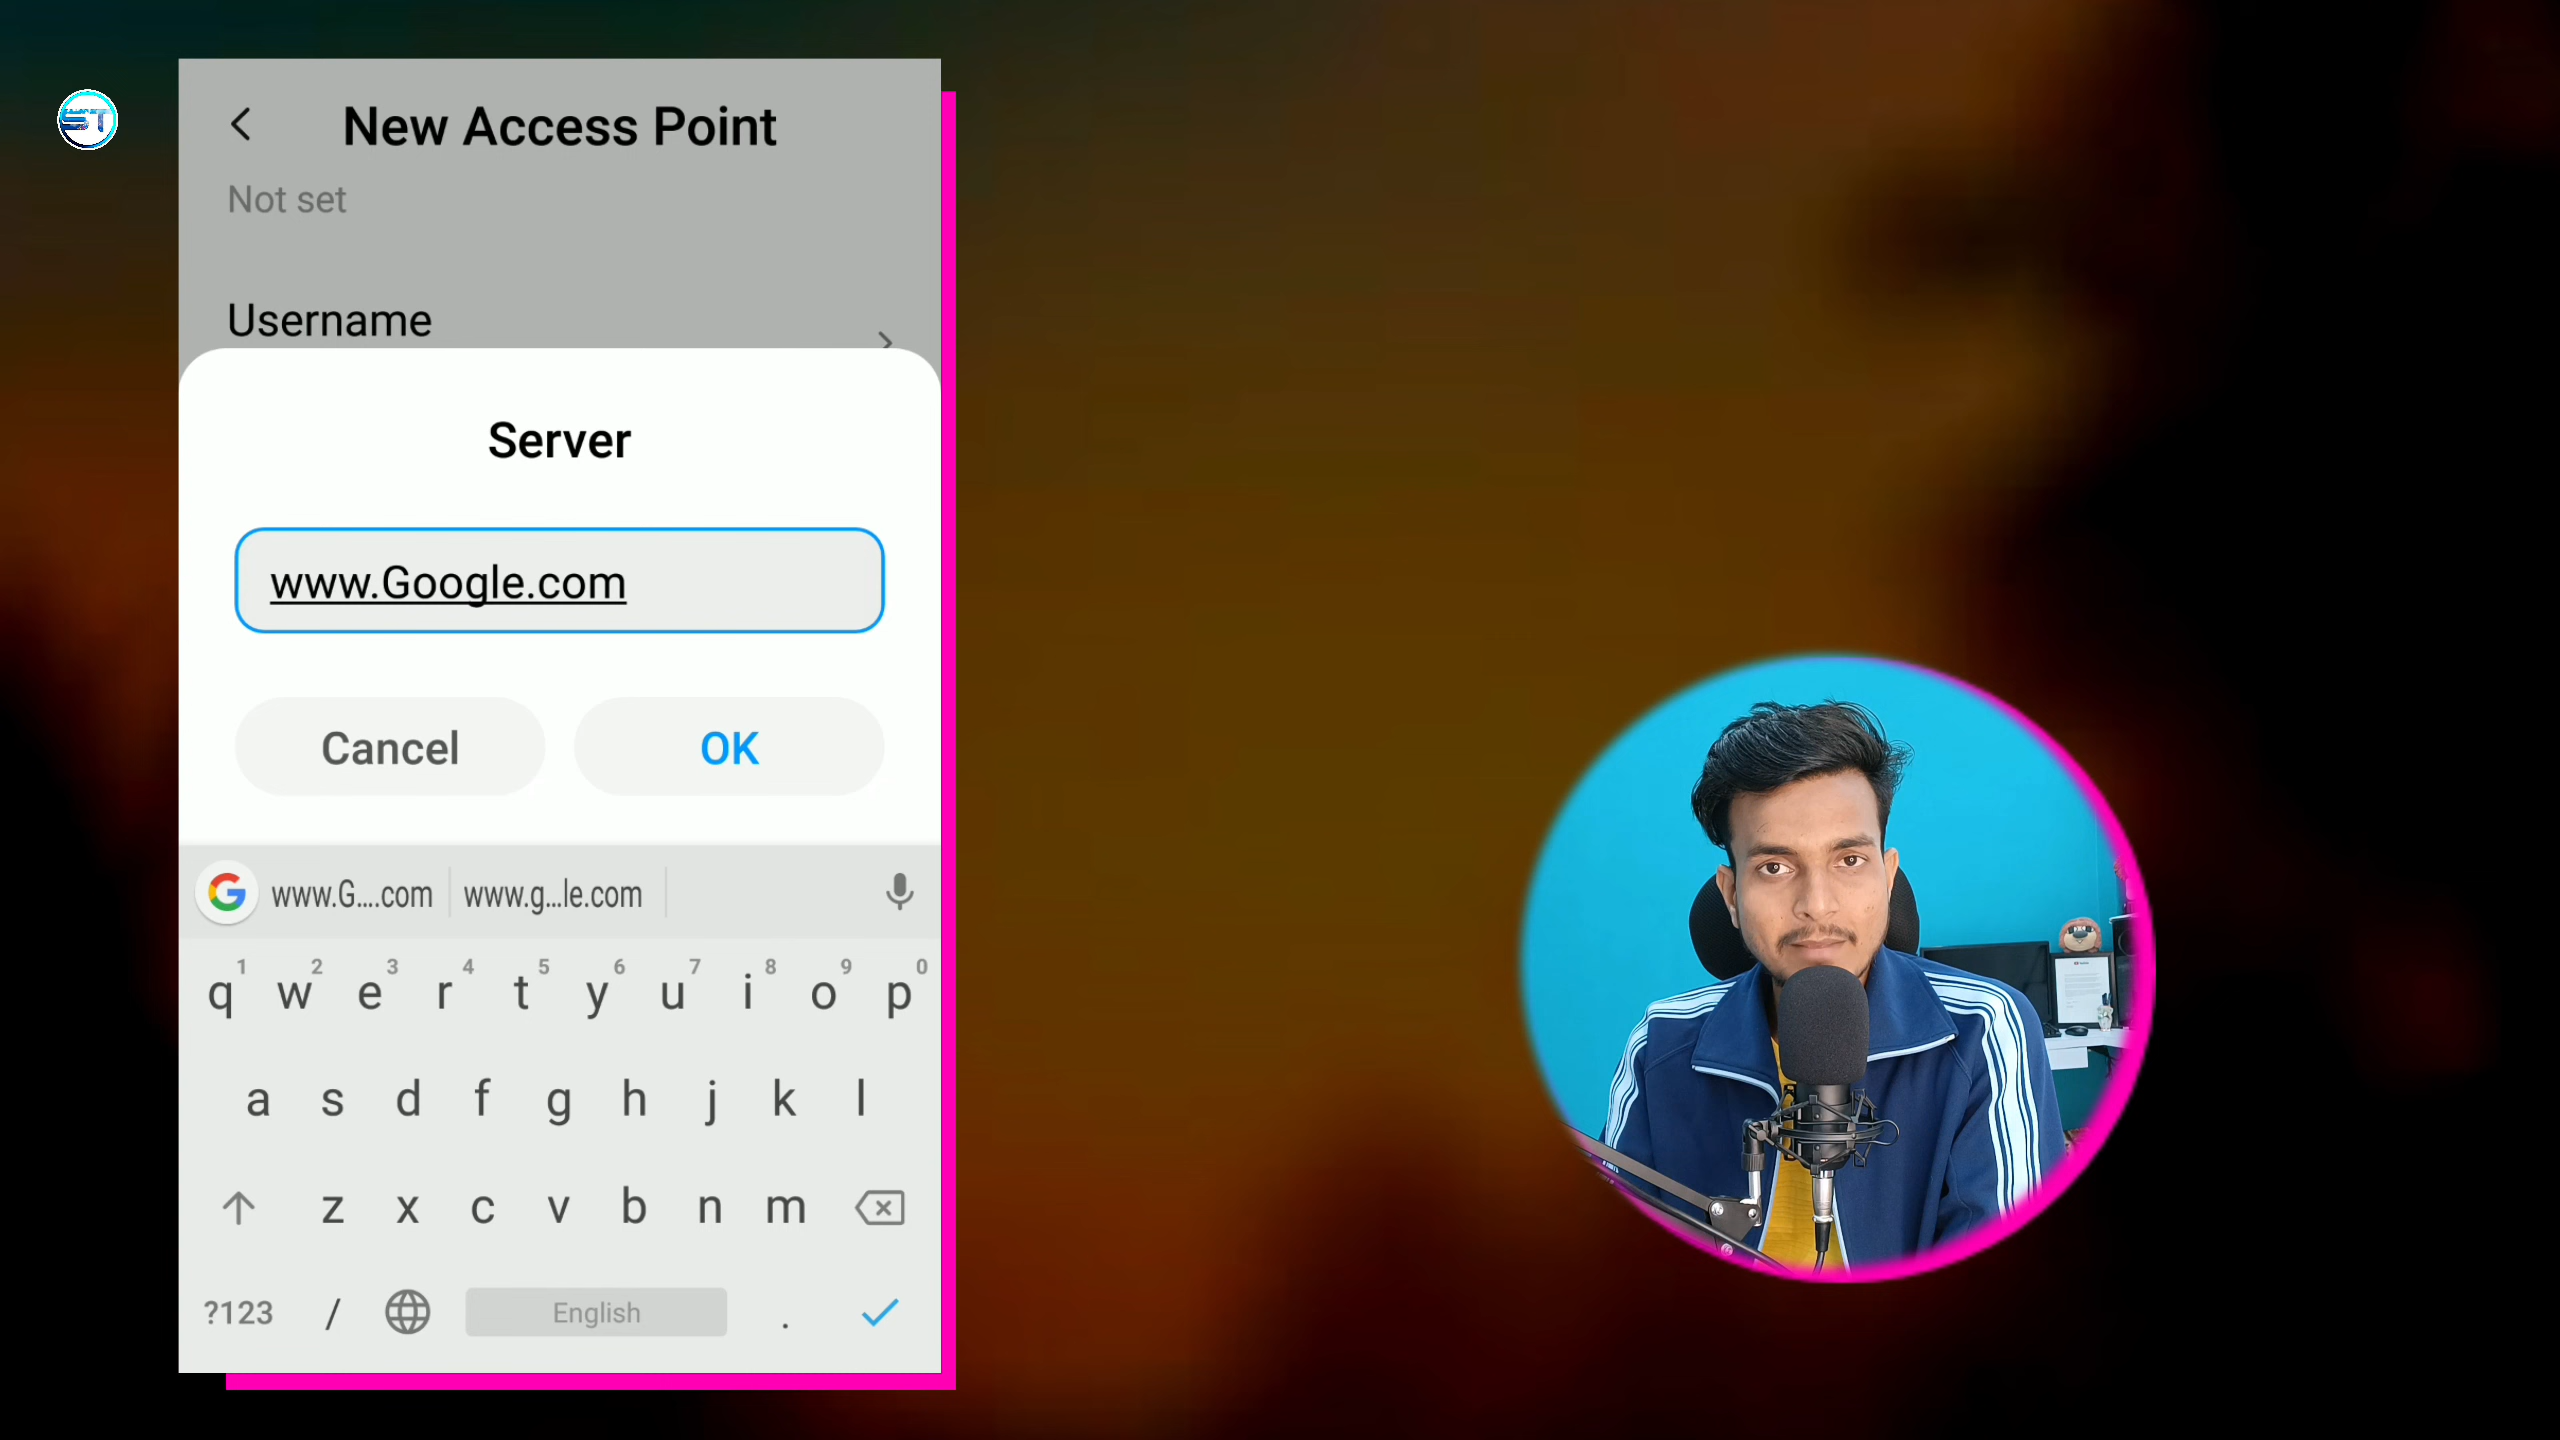 ST
New Access Point
Not set
Username
Server
www.Google.com
Cancel
OK
G www.G....com www.g...le.com
1 2 3 4 5 6 7 8 9 0
q w e r t y u i o p
a s d f g h j k l
z x c v b n m
?123 / English .